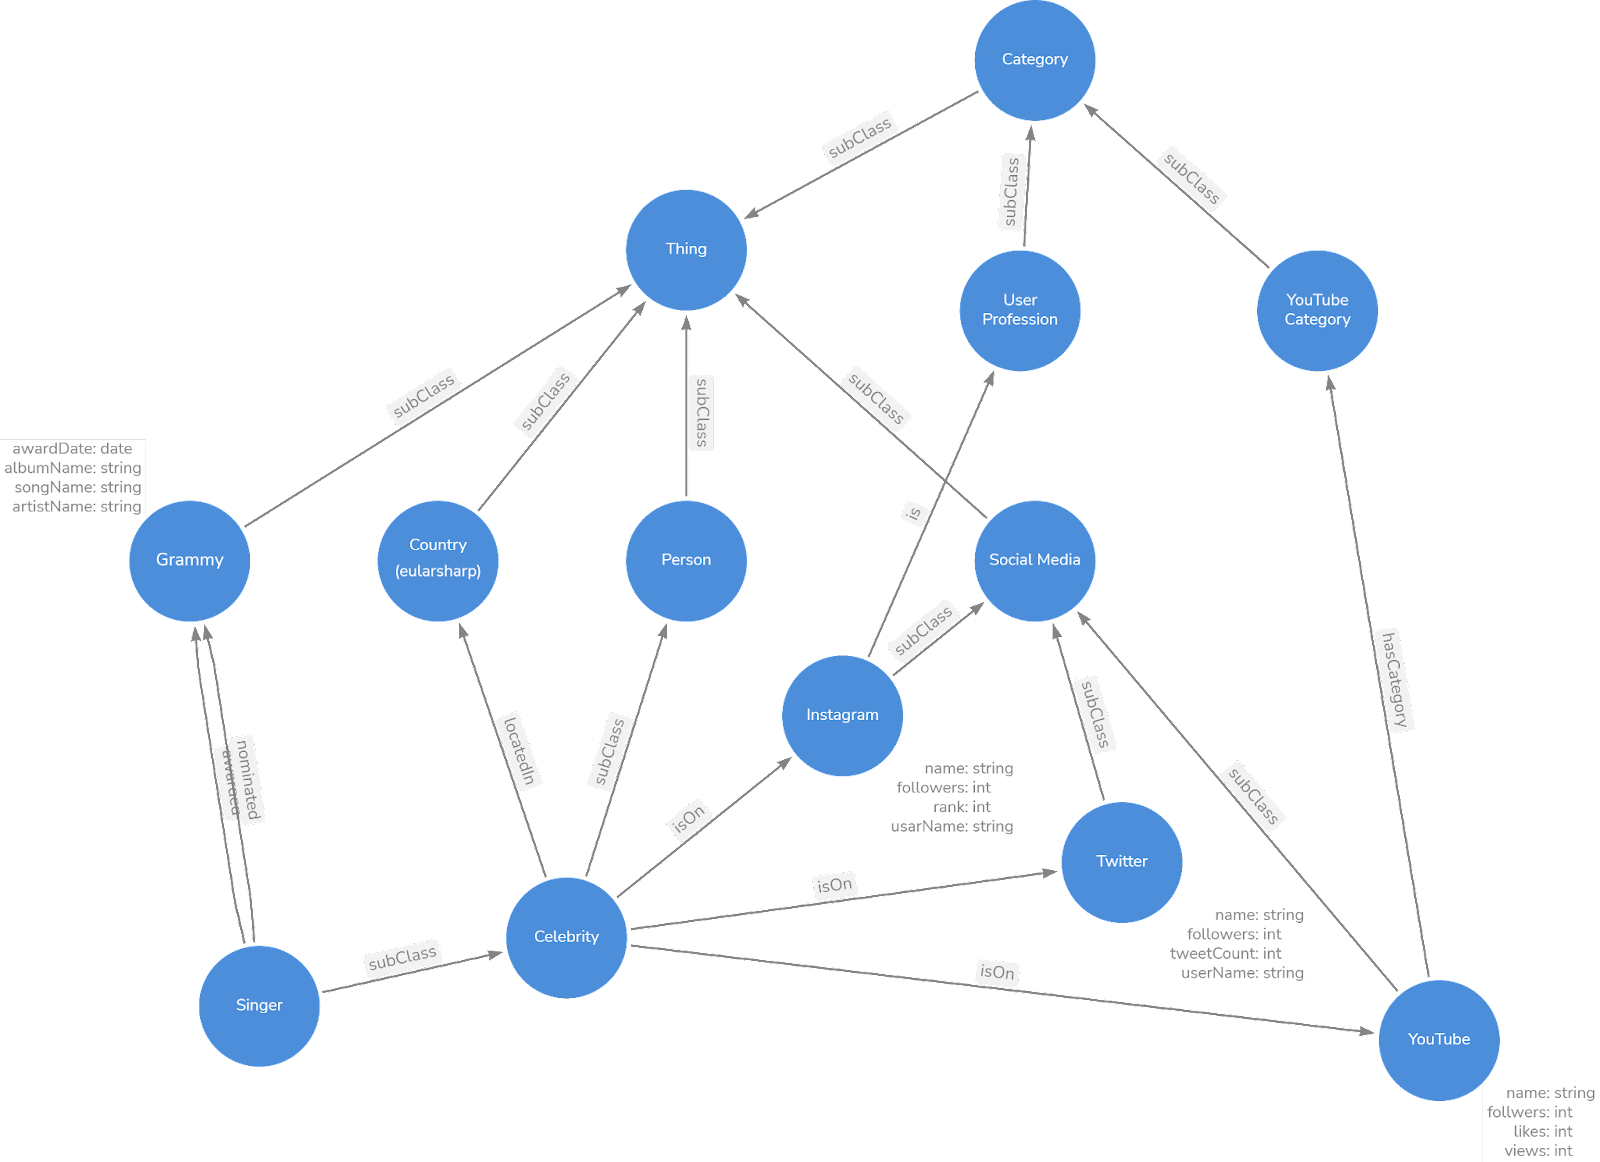 Category
subClass
subClass
subClass
Thing
User
Profession
YouTube
Category
subClass
subClass
subClass
subClass
awardDate: date
albumName: string
songName: string
artistName: string
is
Grammy
Country
(eularsharp)
Person
Social Media
subClass
hasCategory
Instagram
subClass
nominated
awarded
locatedIn
subClass
name: string
followers: int
rank: int
usarName: string
subClass
isOn
Twitter
isOn
name: string
followers: int
tweetCount: int
userName: string
Celebrity
subClass
isOn
Singer
YouTube
name: string
follwers: int
likes: int
views: int